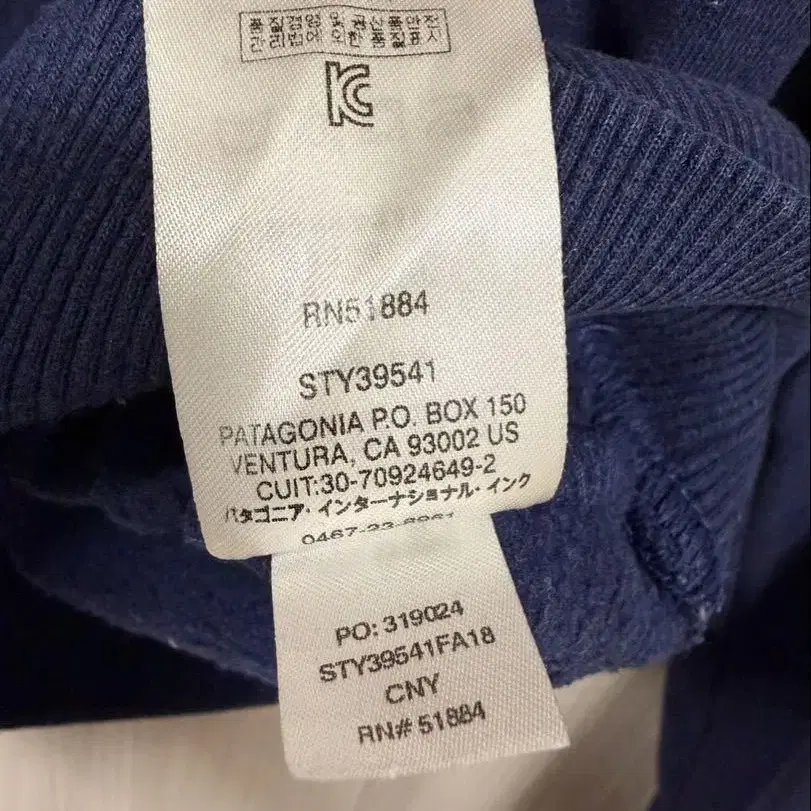 RN51884
STY39541
PATAGONIA P.O. BOX 150
VENTURA, CA 93002 US
CUIT:30-70924649-2
パタゴニア・インターナショナル・インク
PO: 319024
STY39541FA18
CNY
RN# 51884